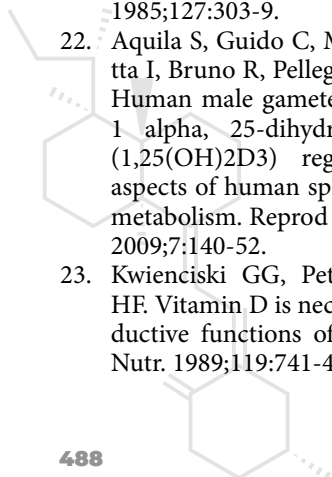 1985;127:303-9.
22. Aquila S, Guido C, M
tta I, Bruno R, Pelleg
Human male gamete
1 alpha, 25-dihydr
(1,25(OH)2D3) reg
aspects of human sp
metabolism. Reprod
2009;7:140-52.
23. Kwienciski GG, Pet
HF. Vitamin D is nec
ductive functions of
Nutr. 1989;119:741-4
488